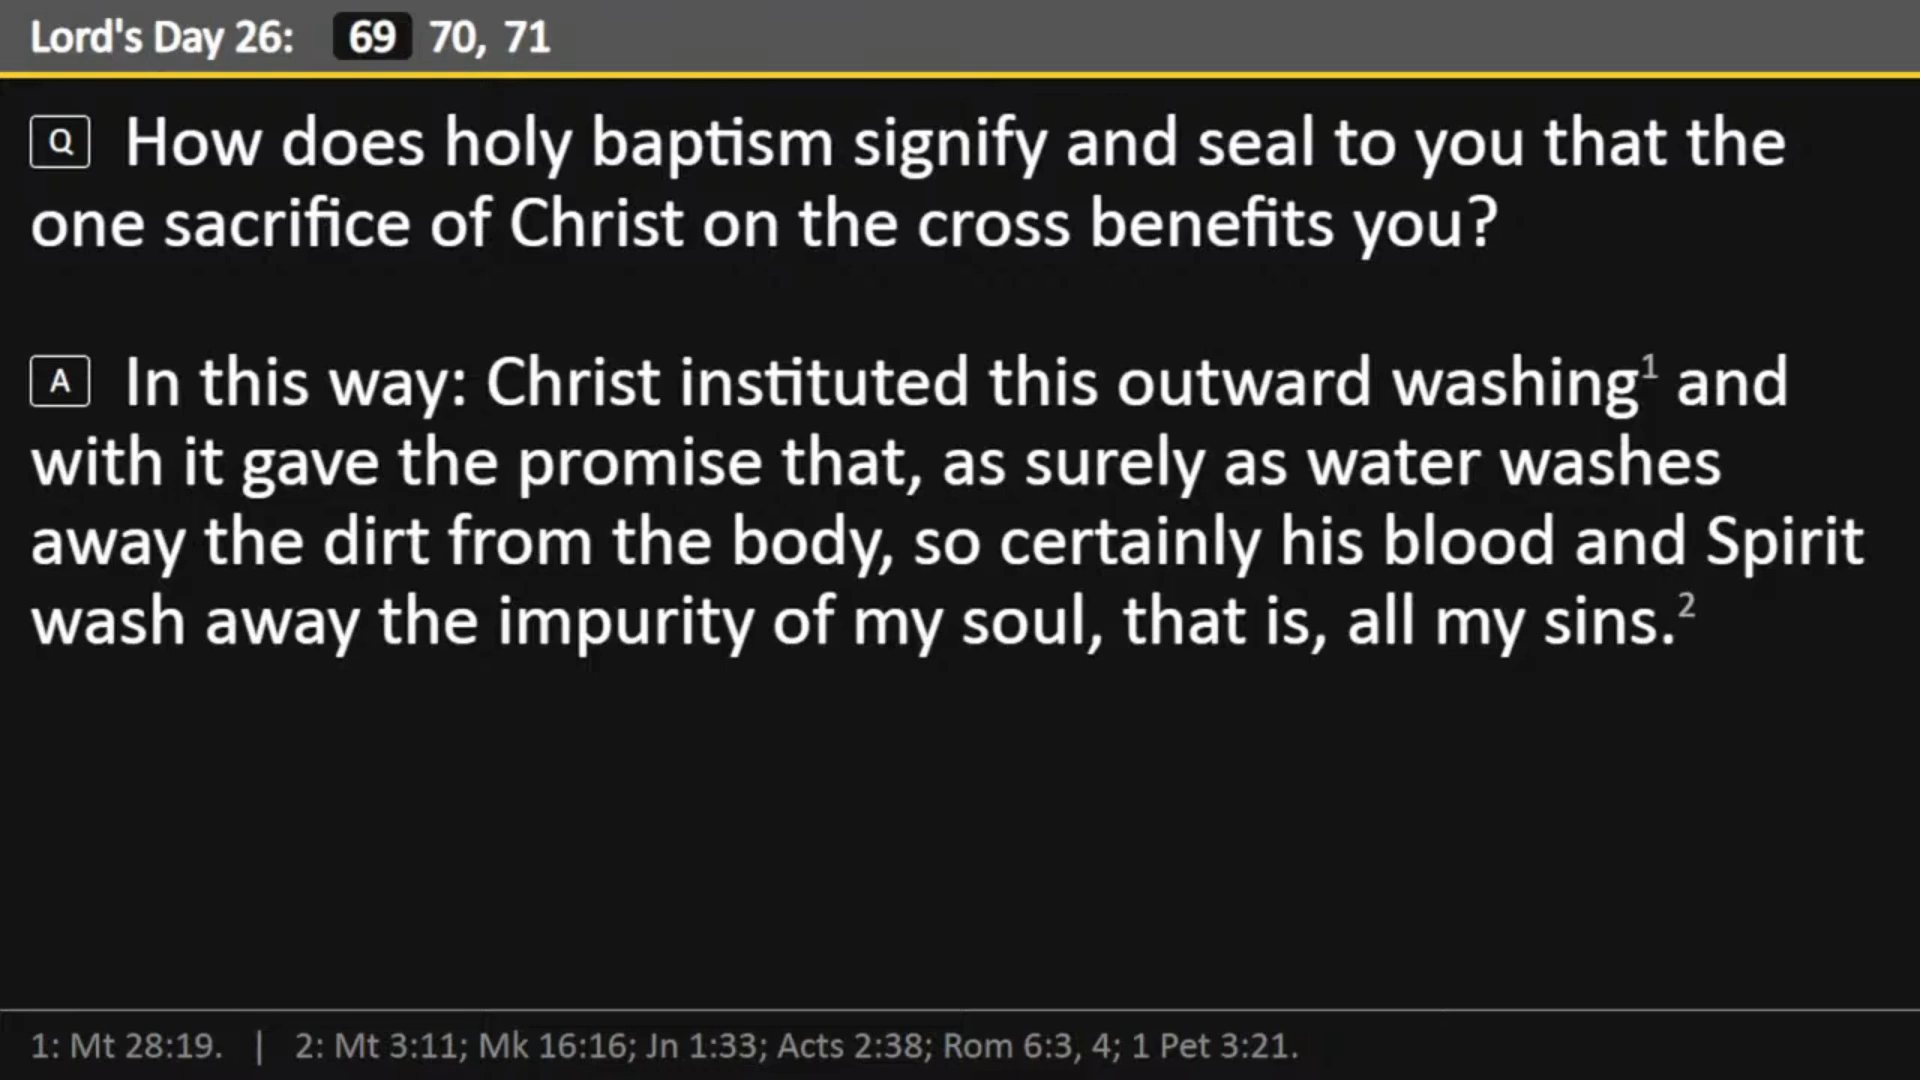 Lord's Day 26: 69 70, 71
Q How does holy baptism signify and seal to you that the
one sacrifice of Christ on the cross benefits you?
A In this way: Christ instituted this outward washing¹ and
with it gave the promise that, as surely as water washes
away the dirt from the body, so certainly his blood and Spirit
wash away the impurity of my soul, that is, all my sins.²
1: Mt 28:19. | 2: Mt 3:11; Mk 16:16; Jn 1:33; Acts 2:38; Rom 6:3, 4; 1 Pet 3:21.